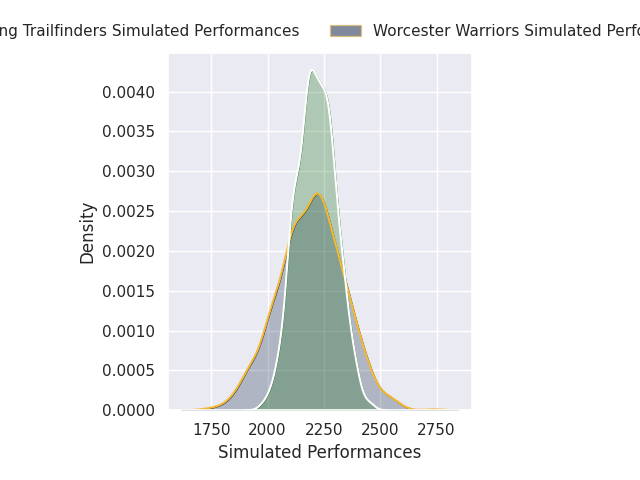 ng Trailfinders Simulated Performances
Worcester Warriors Simulated Perfo
0.0040
0.0035
0.0030
0.0025
0.0020
0.0015
0.0010
0.0005
0.0000
Density
1750 2000 2250 2500 2750
Simulated Performances